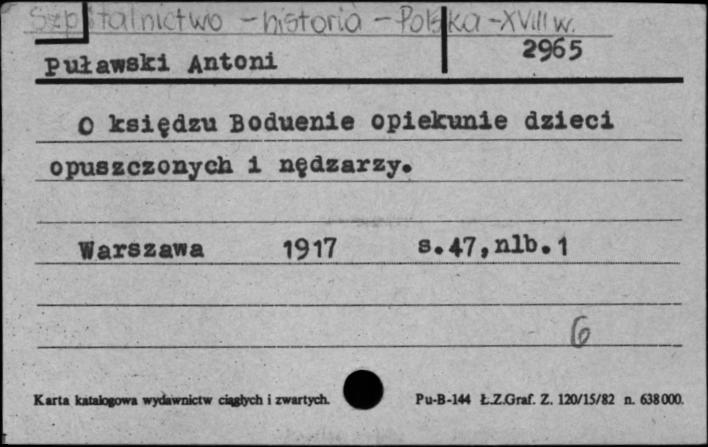 Szpitalnictwo - historia - Polska - XVIII w.
2965
Puławski Antoni
O księdzu Boduenie opiekunie dzieci
opuszczonych i nędzarzy.
Warszawa 1917 s.47,nlb.1
6
Karta katalogowa wydawnictw ciągłych i zwartych. Pu-B-144 Ł.Z.Graf. Z. 120/15/82 n. 638000.